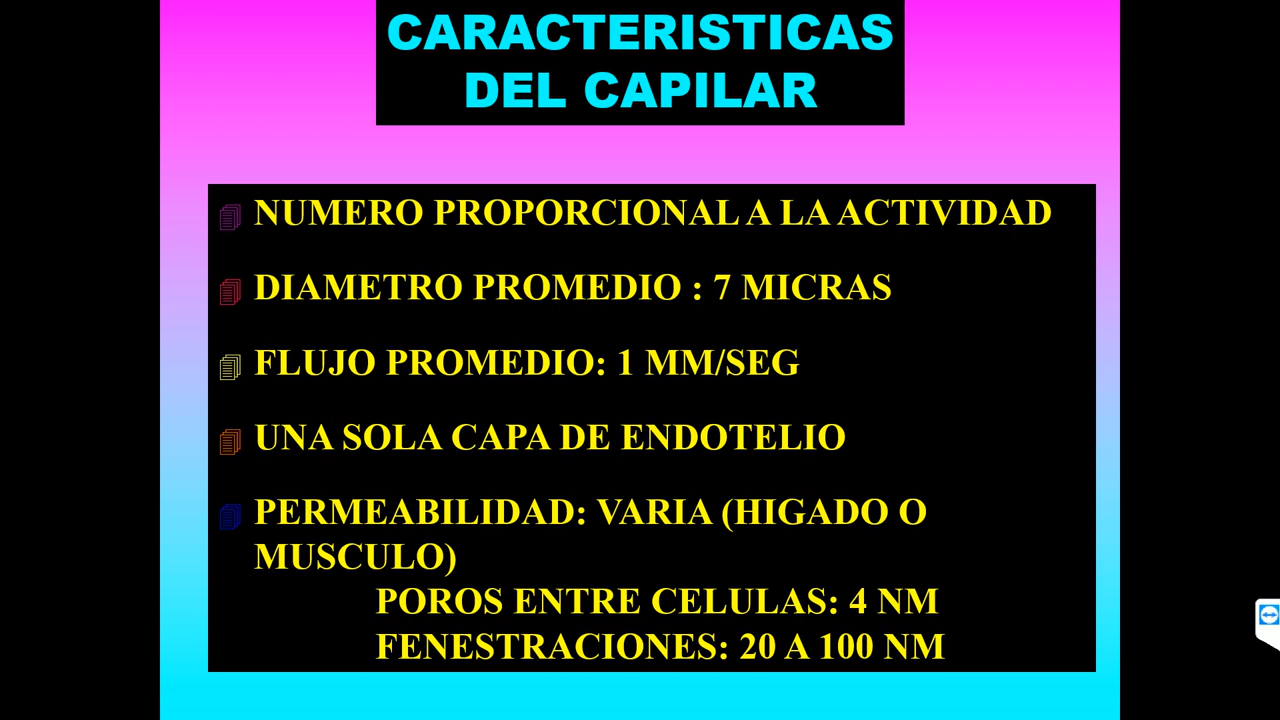 CARACTERISTICAS
DEL CAPILAR
NUMERO PROPORCIONAL A LA ACTIVIDAD
DIAMETRO PROMEDIO : 7 MICRAS
FLUJO PROMEDIO: 1 MM/SEG
UNA SOLA CAPA DE ENDOTELIO
PERMEABILIDAD: VARIA (HIGADO O
MUSCULO)
POROS ENTRE CELULAS: 4 NM
FENESTRACIONES: 20 A 100 NM